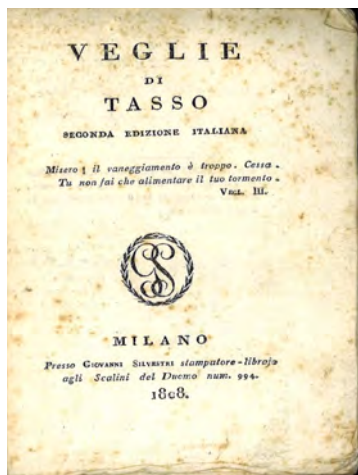 VEGLIE
DI
TASSO
SECONDA EDIZIONE ITALIANA
Misero! il vaneggiamento è troppo. Cessa.
Tu non fai che alimentare il tuo tormento.
VEGL. III.
GS
MILANO
Presso GIOVANNI SILVESTRI stampatore-librajo
agli Scalini del Duomo num. 994.
1808.